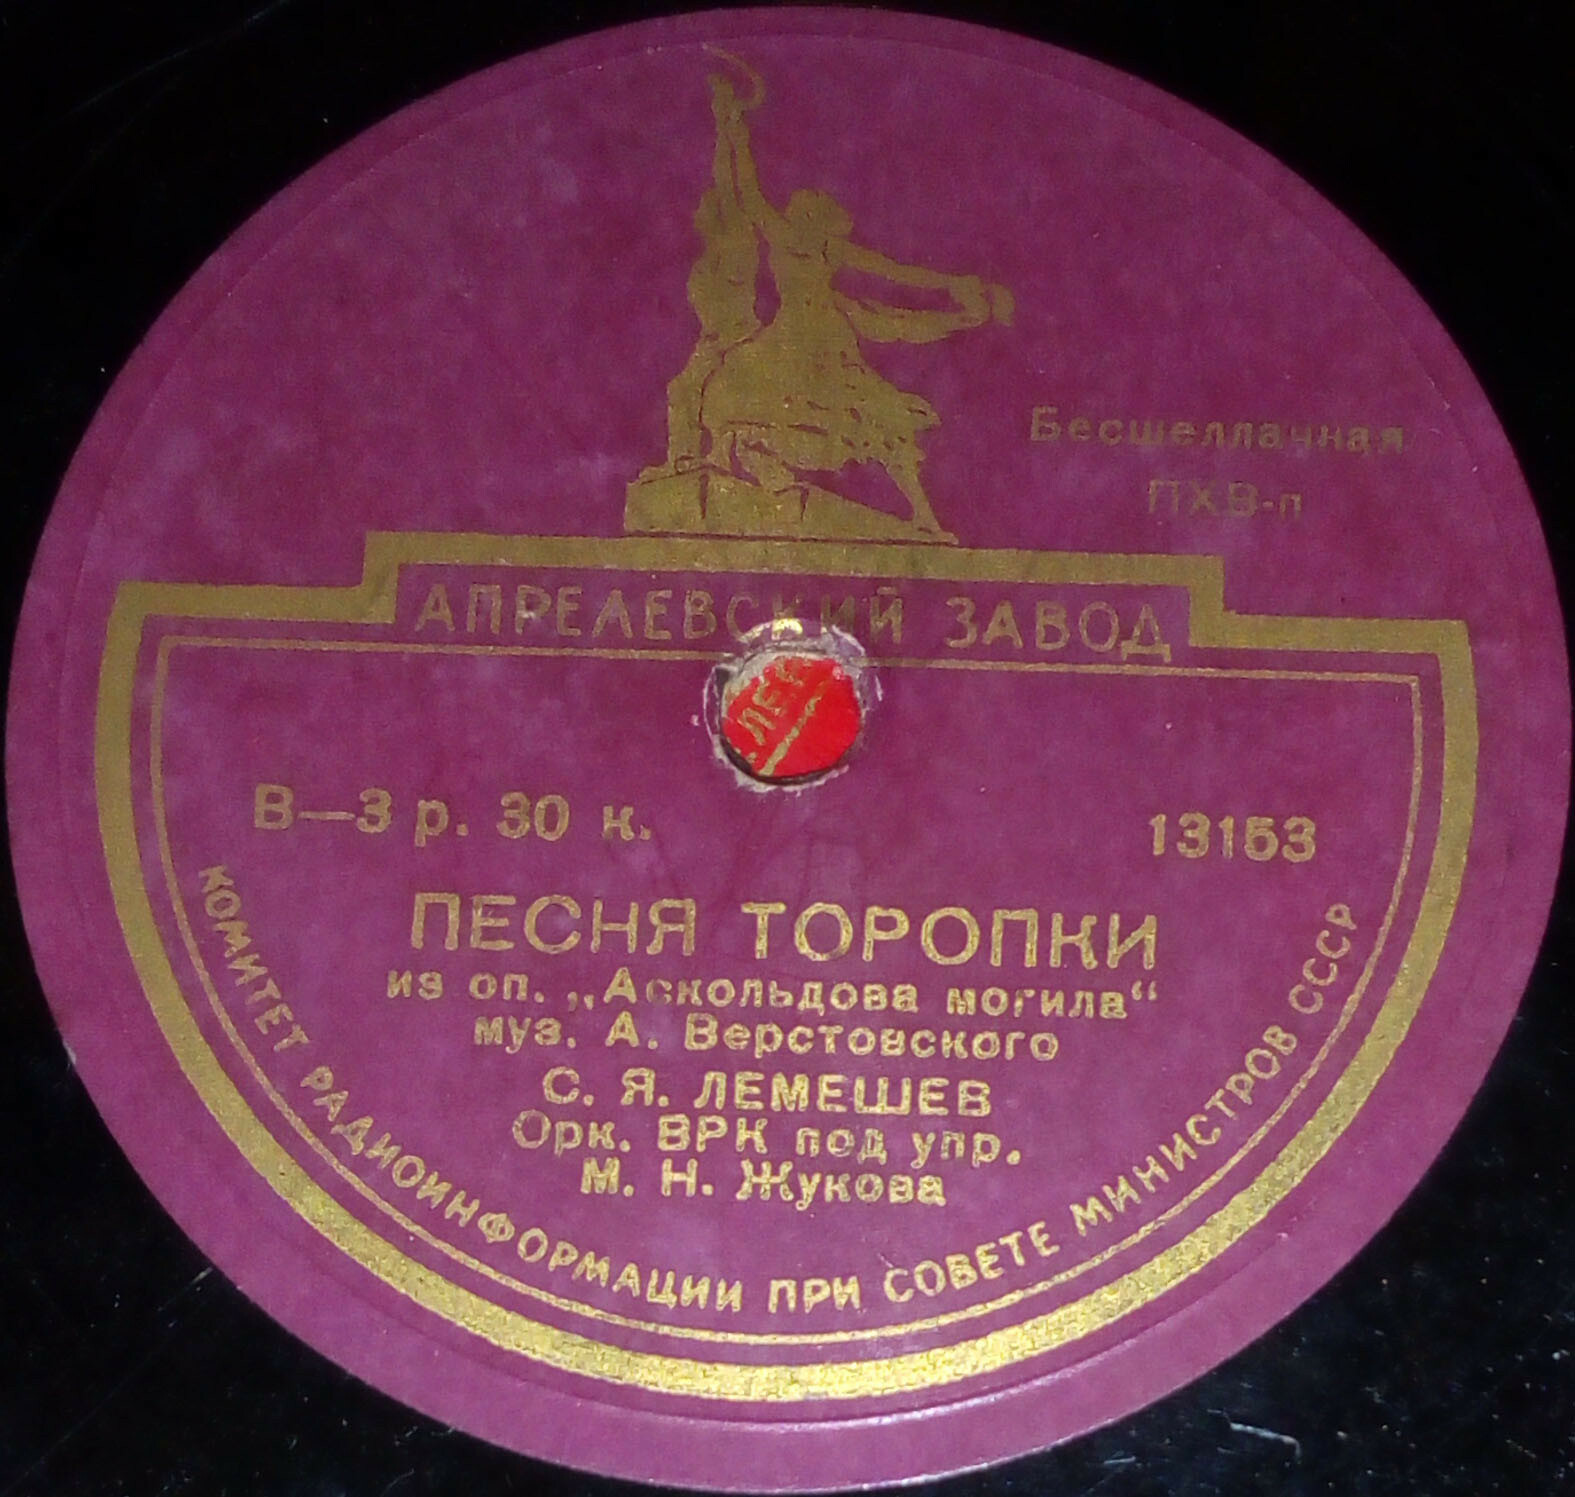 Бесшеллачная
ПХВ-п
АПРЕЛЕВСКИЙ ЗАВОД
ЛЕК
В—3 р. 30 к.
13153
ПЕСНЯ ТОРОПКИ
из оп. „Аскольдова могила“
муз. А. Верстовского
С. Я. ЛЕМЕШЕВ
Орк. ВРК под упр.
М. Н. Жукова
КОМИТЕТ РАДИОИНФОРМАЦИИ ПРИ СОВЕТЕ МИНИСТРОВ СССР